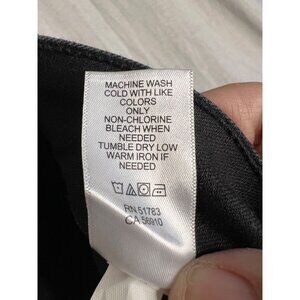 MACHINE WASH
COLD WITH LIKE
COLORS
ONLY
NON-CHLORINE
BLEACH WHEN
NEEDED
TUMBLE DRY LOW
WARM IRON IF
NEEDED
RN 51783
CA 56910